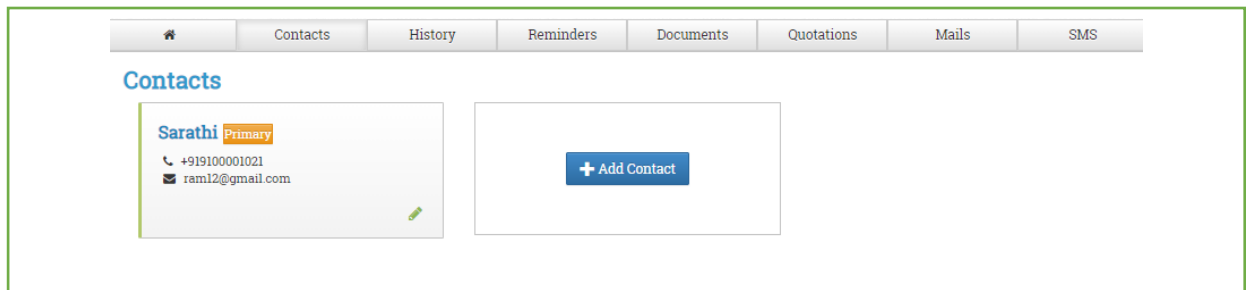 Contacts History Reminders Documents Quotations Mails SMS
Contacts
Sarathi Primary
+919100001021
ram12@gmail.com
Add Contact